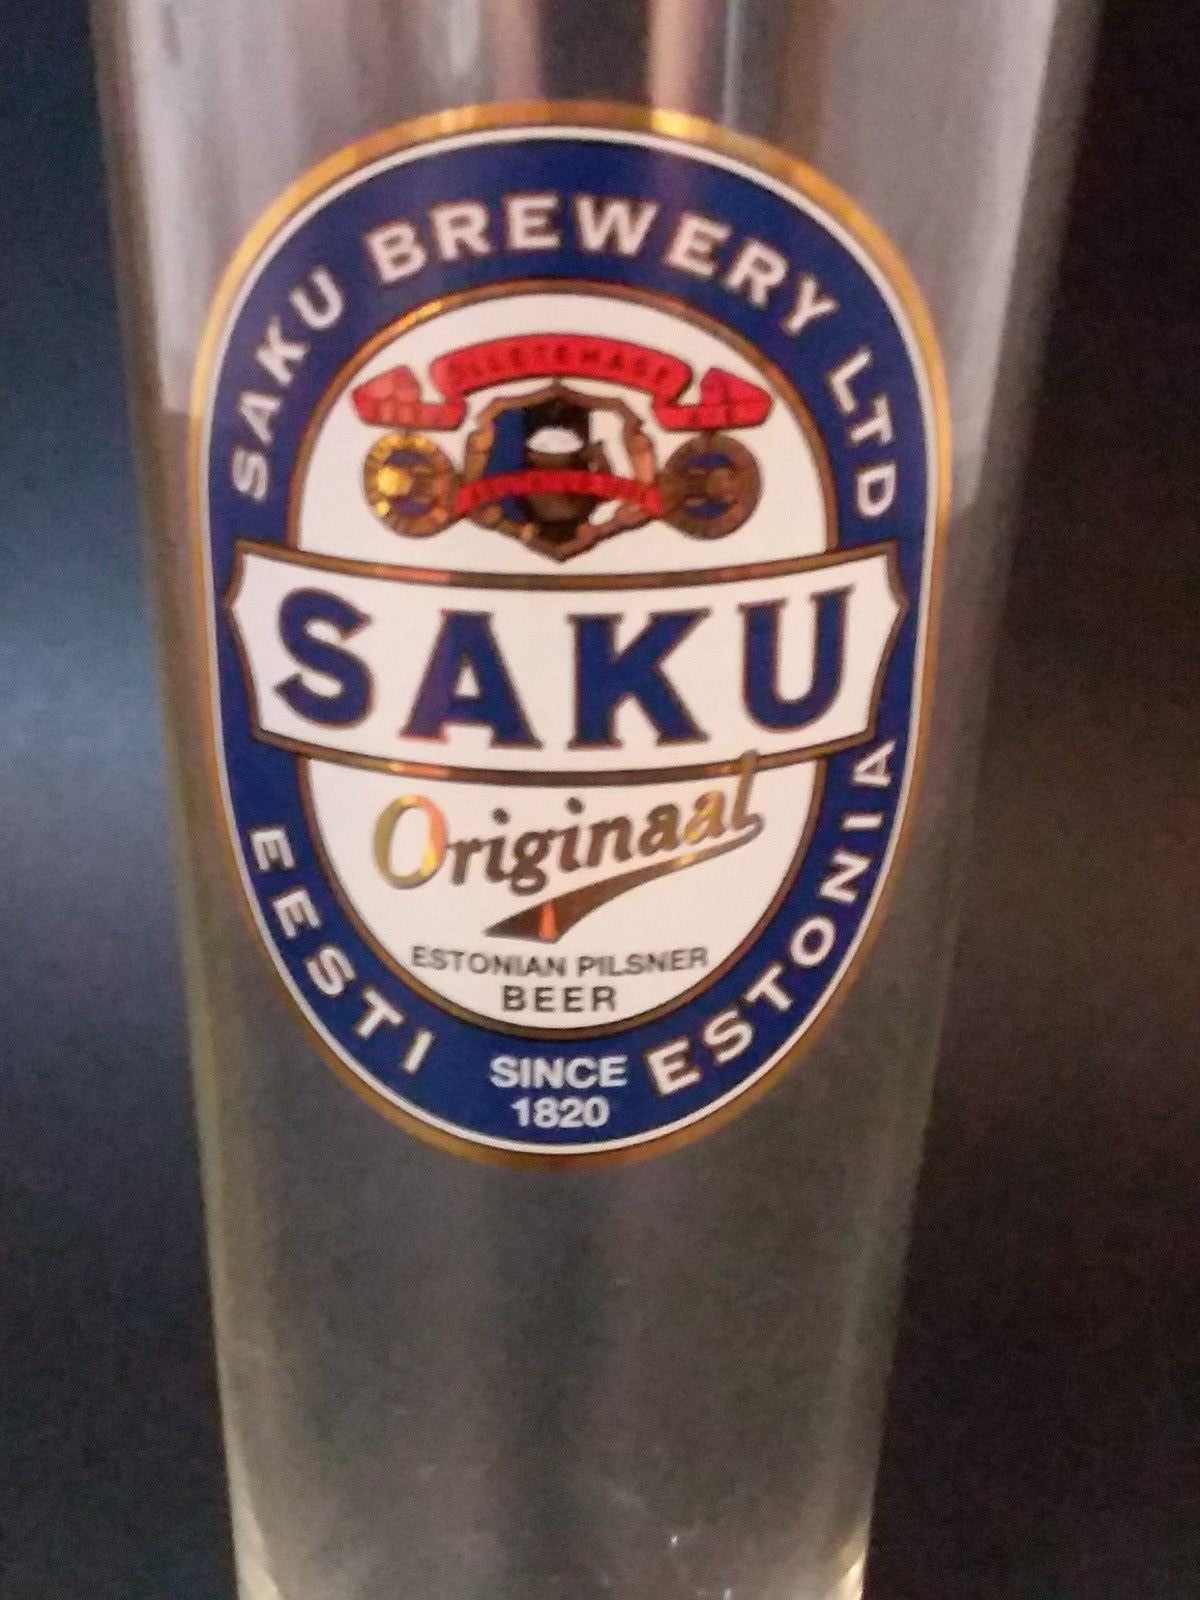 SAKU BREWERY LTD
SAKU
Originaal
ESTONIAN PILSNER
BEER
EESTI
SINCE
1820
ESTONIA